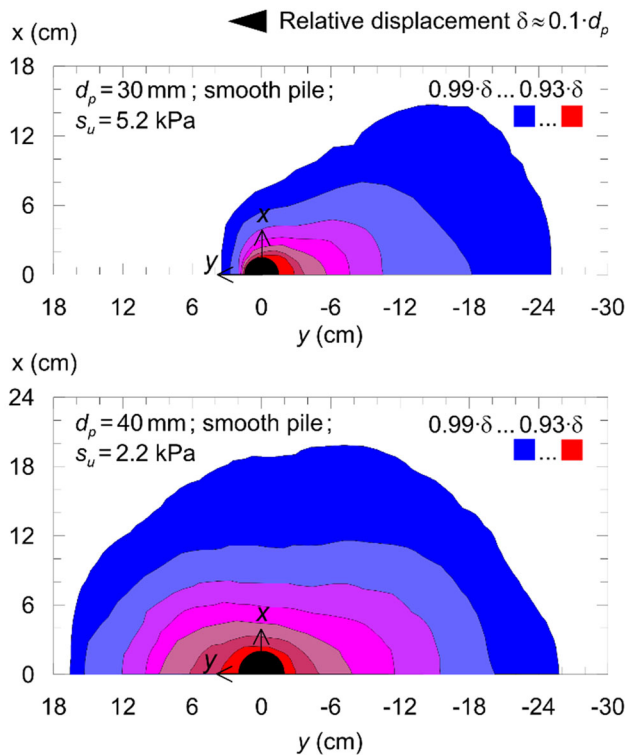 Relative displacement δ≈0.1·dₚ
x (cm)
18
12
6
0
dₚ = 30 mm ; smooth pile ;
sᵤ = 5.2 kPa
0.99·δ ... 0.93·δ
...
x
y
18 12 6 0 -6 -12 -18 -24 -30
y (cm)
x (cm)
24
18
12
6
0
dₚ = 40 mm ; smooth pile ;
sᵤ = 2.2 kPa
0.99·δ ... 0.93·δ
...
x
y
18 12 6 0 -6 -12 -18 -24 -30
y (cm)